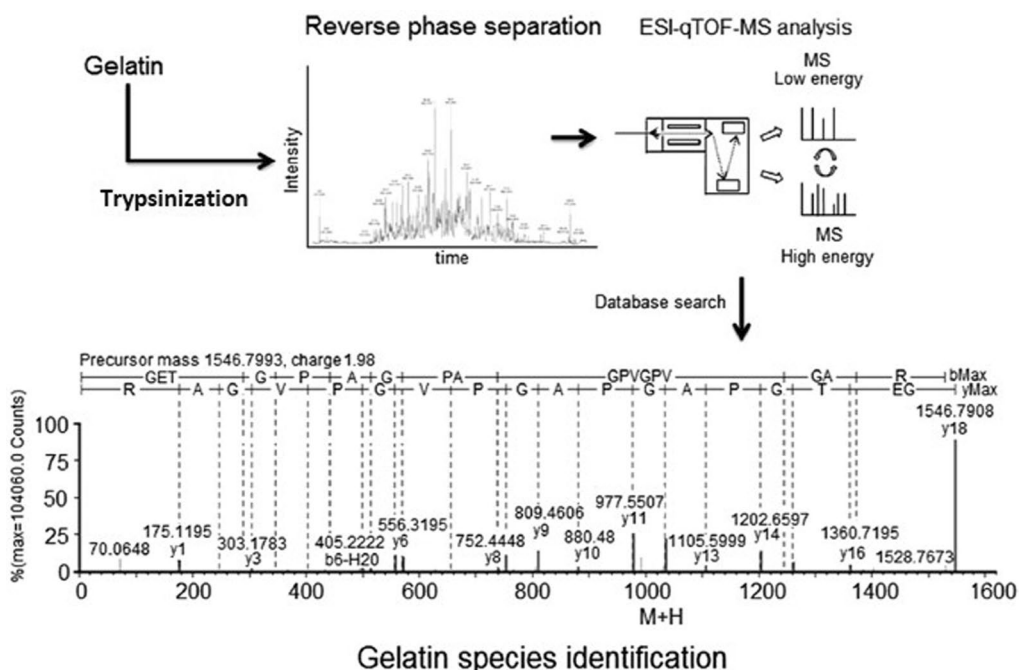 Reverse phase separation
ESI-qTOF-MS analysis
Gelatin
MS
Low energy
Intensity
Trypsinization
time
MS
High energy
Database search
Precursor mass 1546.7993, charge 1.98
GET G P A G PA GPVGPV GA R bMax
R A G V P G V P G A P G A P G T EG yMax
%(max=104060.0 Counts)
100
75
50
25
0
1546.7908
y18
977.5507
y11
809.4606
y9
1202.6597
y14
175.1195
y1
556.3195
y6
70.0648
303.1783
y3
405.2222
b6-H20
752.4448
y8
880.48
y10
1105.5999
y13
1360.7195
y16
1528.7673
0 200 400 600 800 1000 1200 1400 1600
M+H
Gelatin species identification